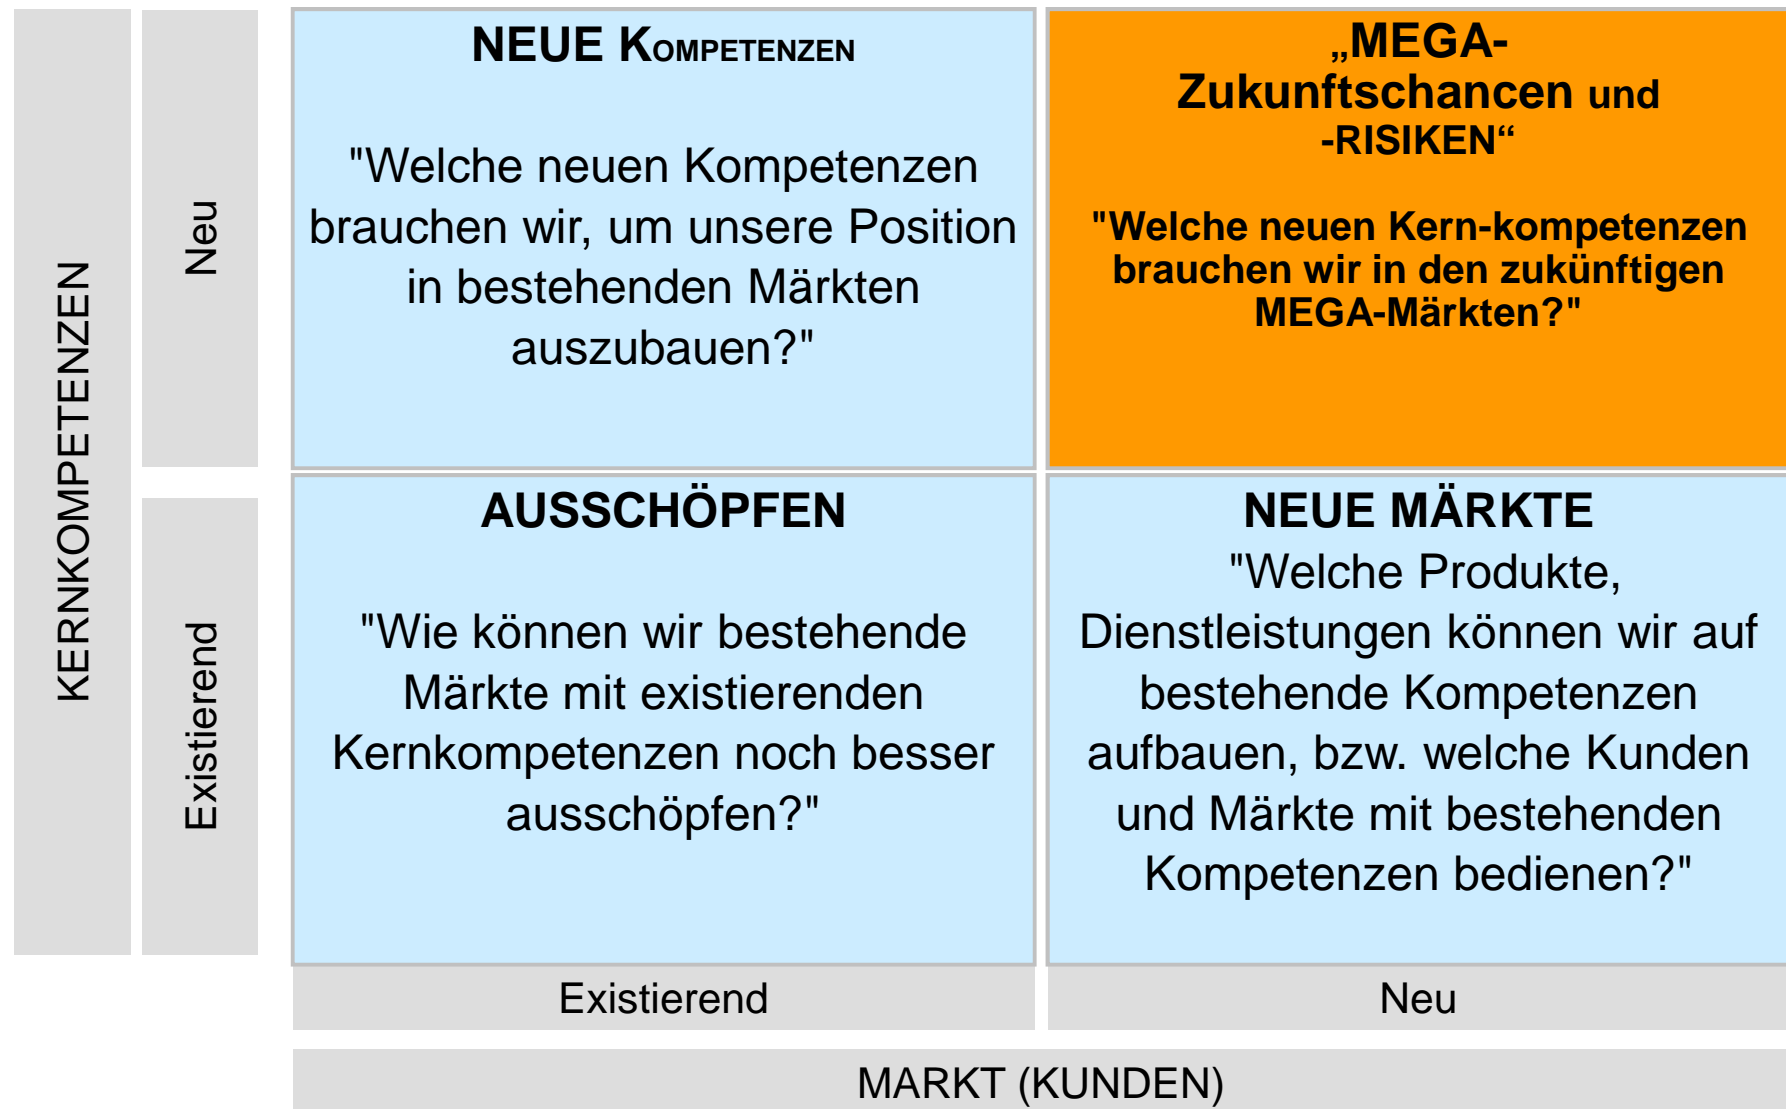 KERNKOMPETENZEN
Neu
NEUE KOMPETENZEN
"Welche neuen Kompetenzen
brauchen wir, um unsere Position
in bestehenden Märkten
auszubauen?"
„MEGA-
Zukunftschancen und
-RISIKEN“
"Welche neuen Kern-kompetenzen
brauchen wir in den zukünftigen
MEGA-Märkten?"
Existierend
AUSSCHÖPFEN
"Wie können wir bestehende
Märkte mit existierenden
Kernkompetenzen noch besser
ausschöpfen?"
NEUE MÄRKTE
"Welche Produkte,
Dienstleistungen können wir auf
bestehende Kompetenzen
aufbauen, bzw. welche Kunden
und Märkte mit bestehenden
Kompetenzen bedienen?"
Existierend
Neu
MARKT (KUNDEN)